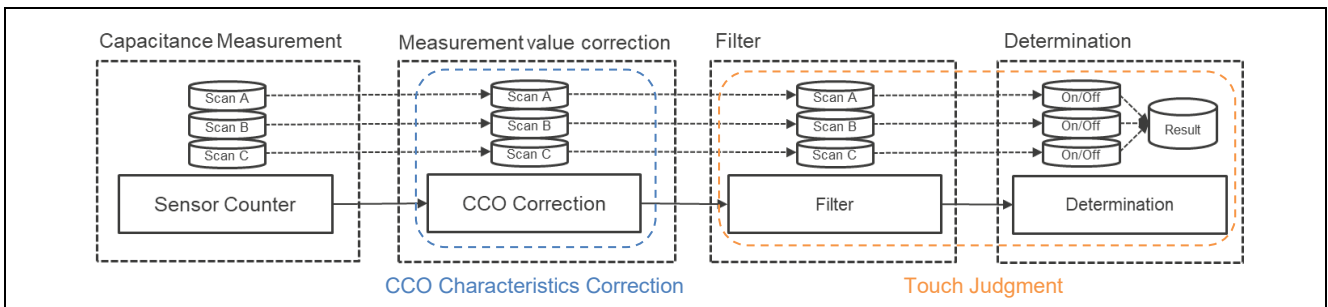 Capacitance Measurement
Measurement value correction
Filter
Determination
Scan A
Scan A
Scan A
On/Off
Scan B
Scan B
Scan B
On/Off
Result
Scan C
Scan C
Scan C
On/Off
Sensor Counter
CCO Correction
Filter
Determination
CCO Characteristics Correction
Touch Judgment